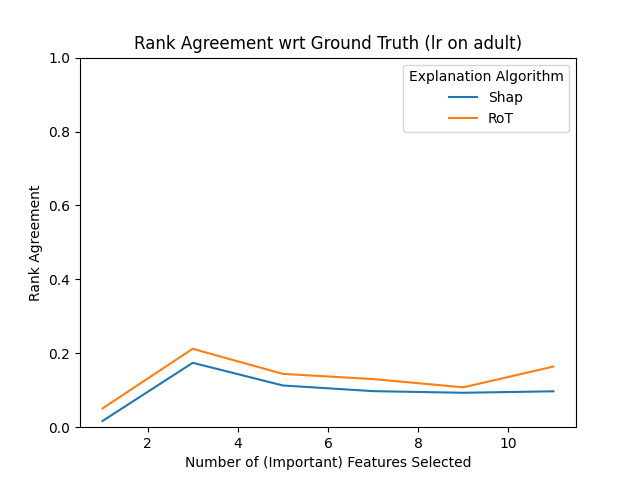 Rank Agreement wrt Ground Truth (lr on adult)
Explanation Algorithm
Shap
RoT
Rank Agreement
1.0
0.8
0.6
0.4
0.2
0.0
2 4 6 8 10
Number of (Important) Features Selected